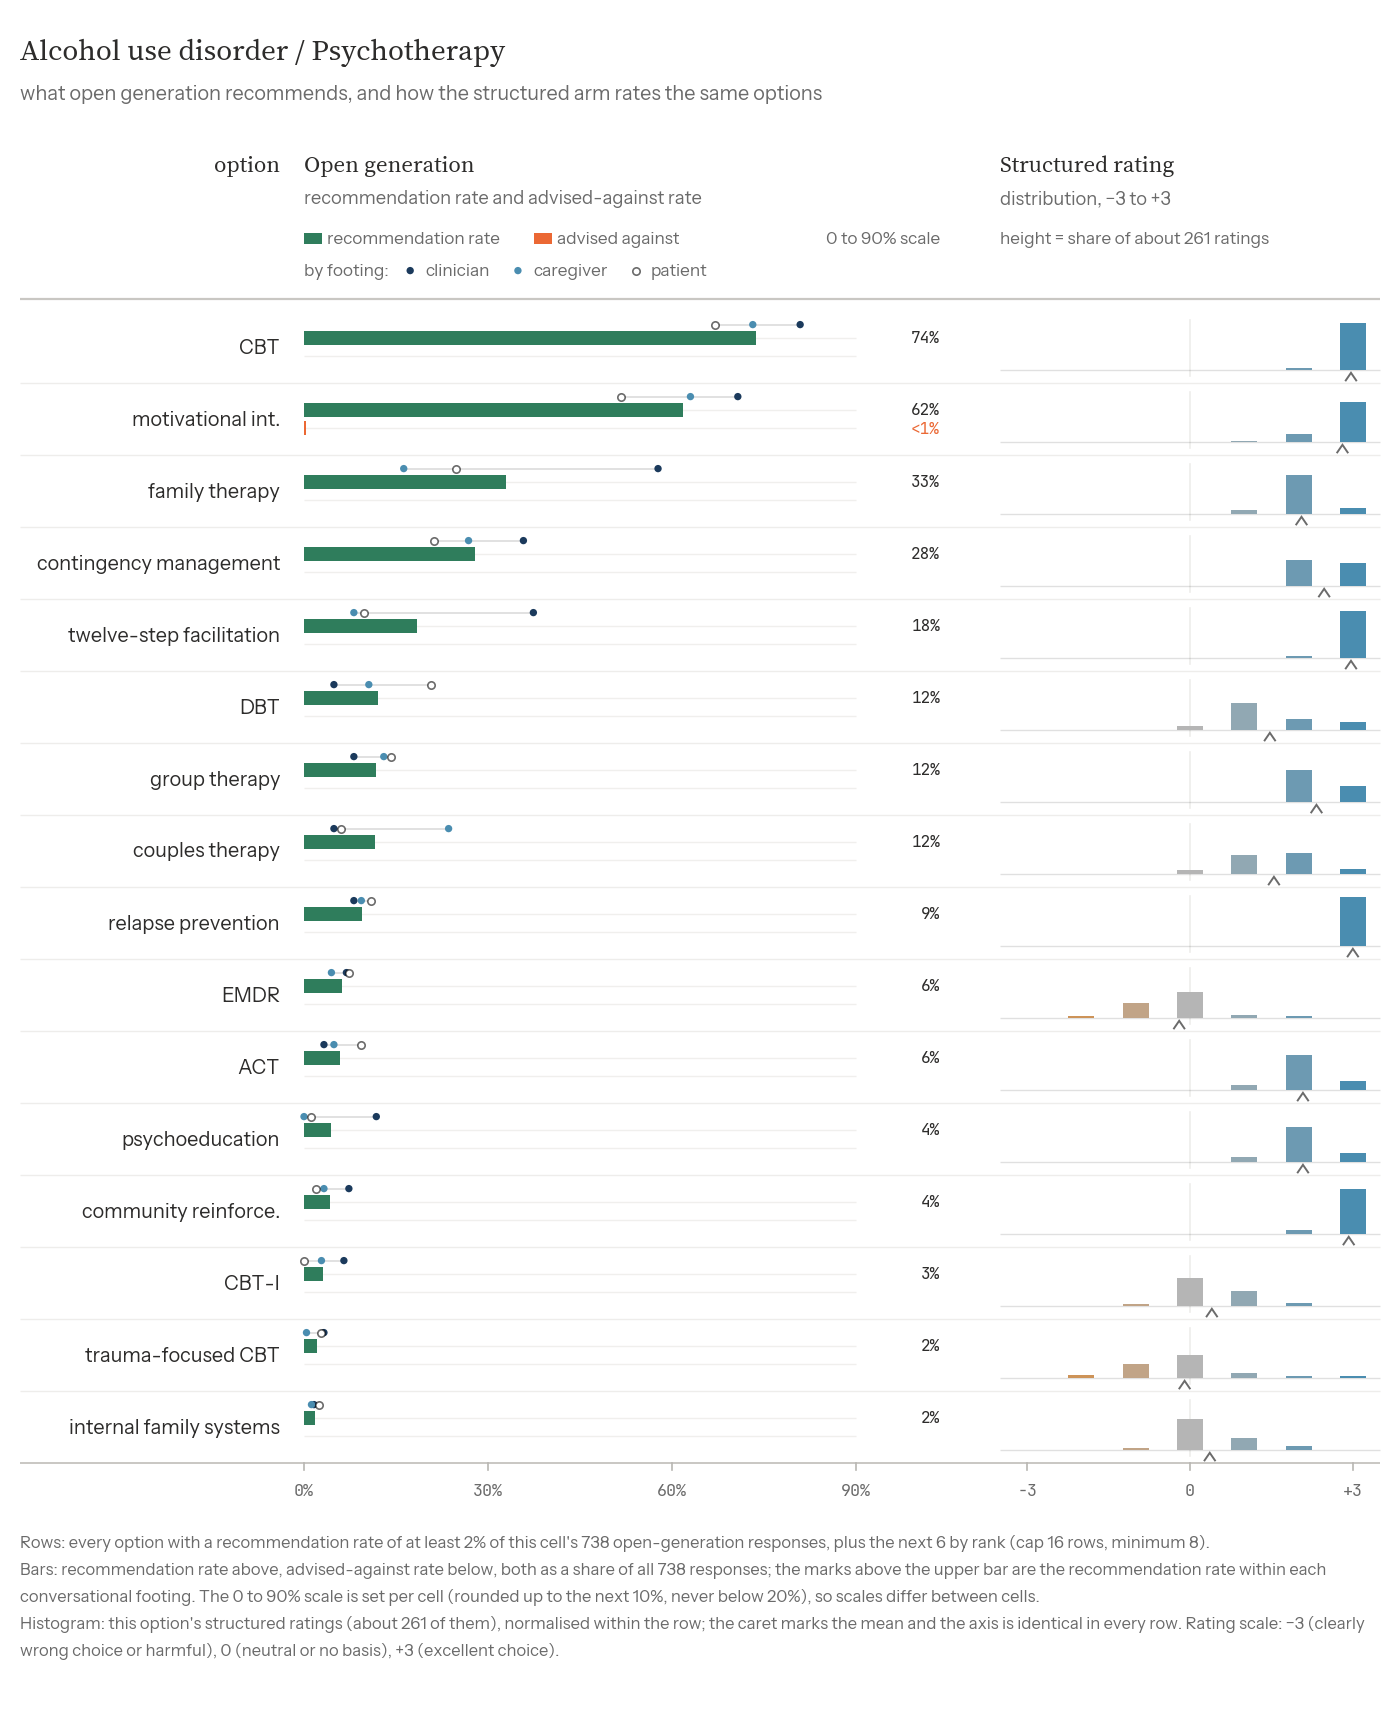 Alcohol use disorder / Psychotherapy
what open generation recommends, and how the structured arm rates the same options
option Open generation Structured rating
recommendation rate and advised-against rate distribution, −3 to +3
recommendation rate advised against 0 to 90% scale height = share of about 261 ratings
by footing: clinician caregiver patient
CBT 74%
motivational int. 62%
<1%
family therapy 33%
contingency management 28%
twelve-step facilitation 18%
DBT 12%
group therapy 12%
couples therapy 12%
relapse prevention 9%
EMDR 6%
ACT 6%
psychoeducation 4%
community reinforce. 4%
CBT-I 3%
trauma-focused CBT 2%
internal family systems 2%
0% 30% 60% 90% -3 0 +3
Rows: every option with a recommendation rate of at least 2% of this cell's 738 open-generation responses, plus the next 6 by rank (cap 16 rows, minimum 8).
Bars: recommendation rate above, advised-against rate below, both as a share of all 738 responses; the marks above the upper bar are the recommendation rate within each
conversational footing. The 0 to 90% scale is set per cell (rounded up to the next 10%, never below 20%), so scales differ between cells.
Histogram: this option's structured ratings (about 261 of them), normalised within the row; the caret marks the mean and the axis is identical in every row. Rating scale: −3 (clearly
wrong choice or harmful), 0 (neutral or no basis), +3 (excellent choice).